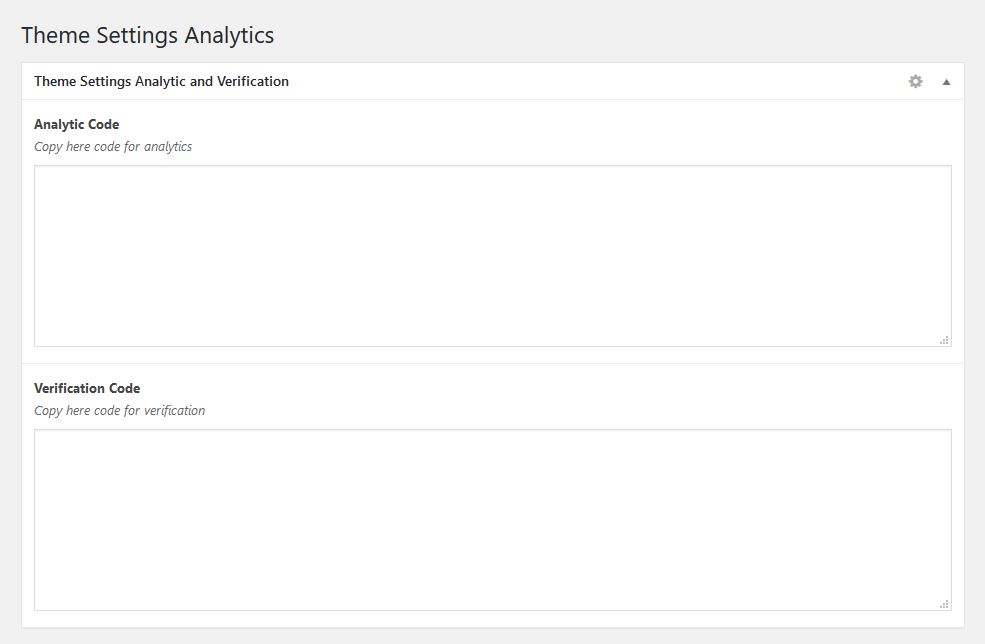 Theme Settings Analytics
Theme Settings Analytic and Verification
Analytic Code
Copy here code for analytics
Verification Code
Copy here code for verification